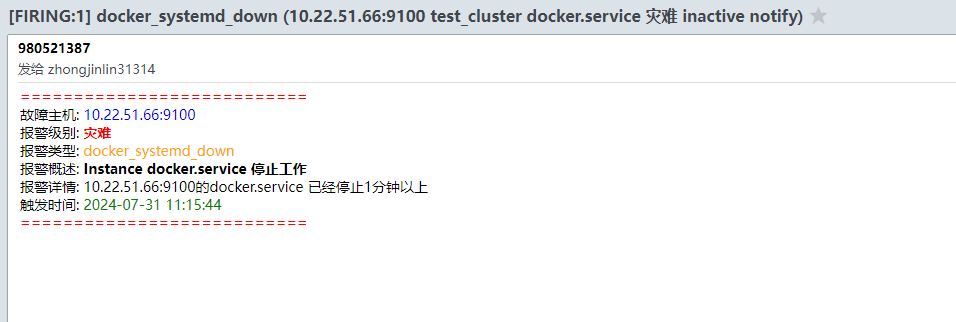 [FIRING:1] docker_systemd_down (10.22.51.66:9100 test_cluster docker.service 灾难 inactive notify)
980521387
发给 zhongjinlin31314
===========================
故障主机: 10.22.51.66:9100
报警级别: 灾难
报警类型: docker_systemd_down
报警概述: Instance docker.service 停止工作
报警详情: 10.22.51.66:9100的docker.service 已经停止1分钟以上
触发时间: 2024-07-31 11:15:44
===========================